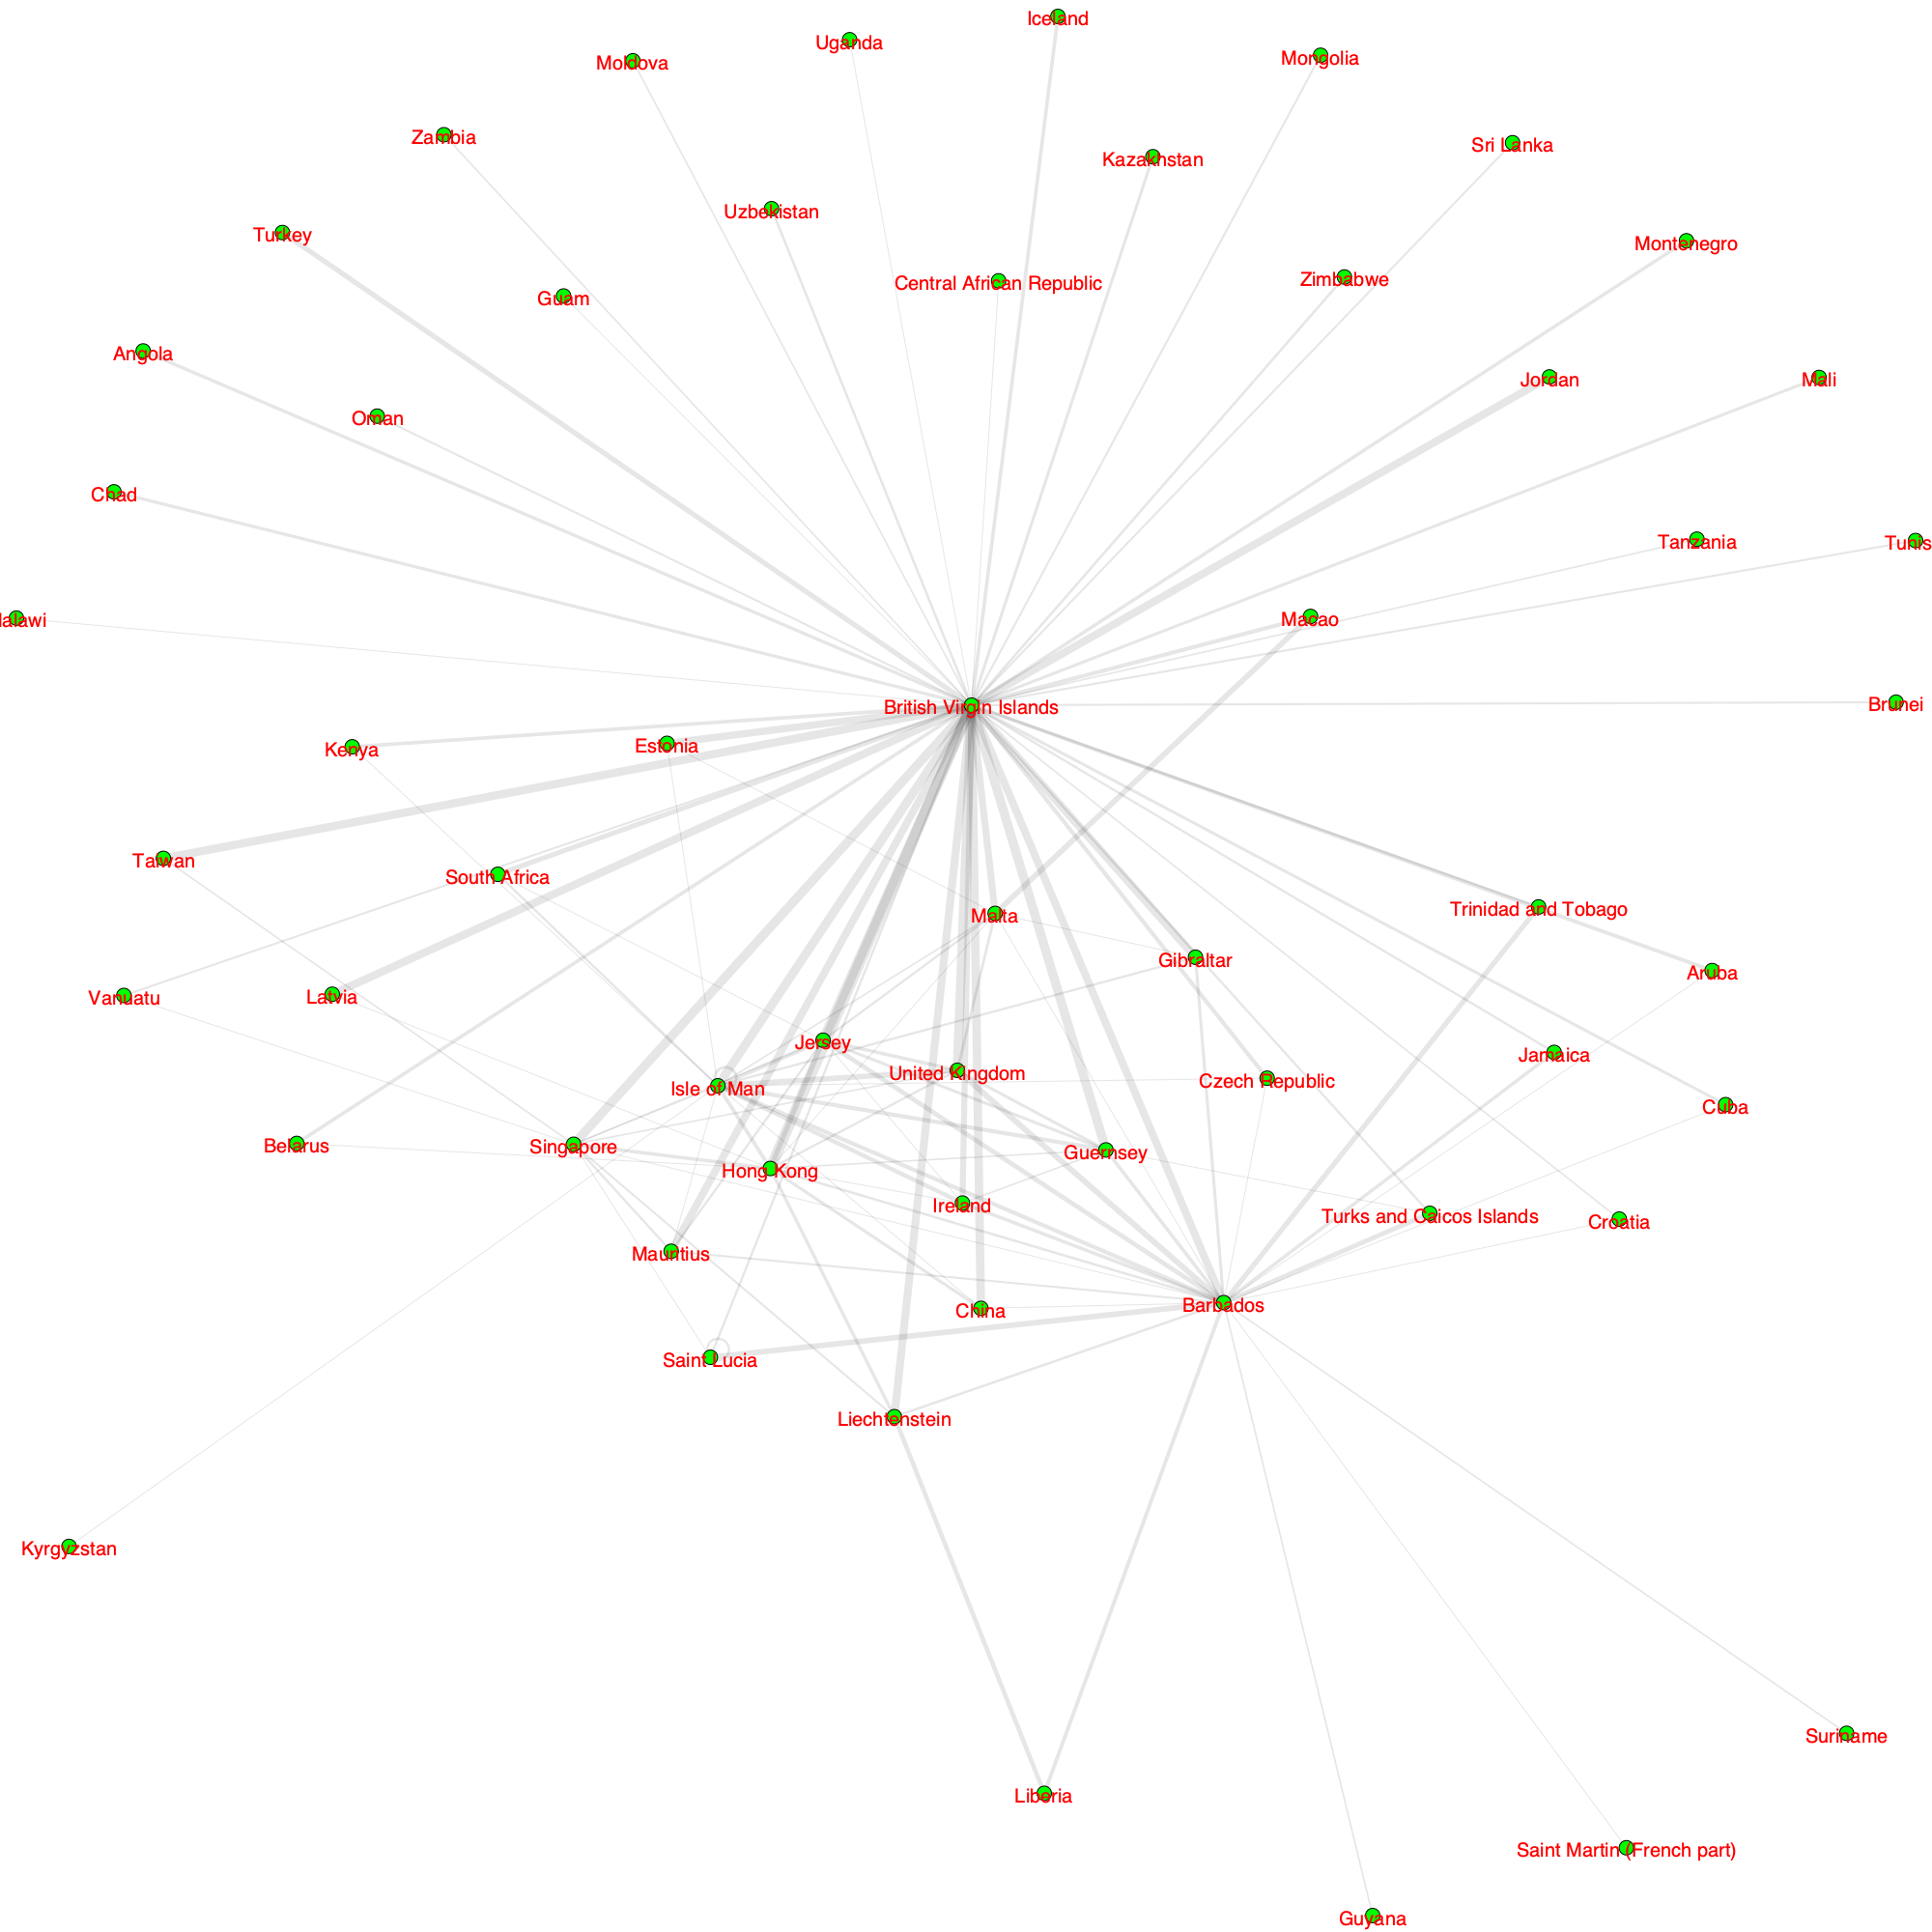 Iceland
Uganda
Mongolia
Moldova
Zambia
Sri Lanka
Kazakhstan
Uzbekistan
Turkey
Montenegro
Central African Republic
Zimbabwe
Guam
Angola
Jordan
Mali
Oman
Chad
Tanzania
Tunis
alawi
Macao
British Virgin Islands
Brunei
Kenya
Estonia
Taiwan
South Africa
Malta
Trinidad and Tobago
Gibraltar
Aruba
Vanuatu
Latvia
Jersey
Jamaica
United Kingdom
Czech Republic
Isle of Man
Cuba
Belarus
Singapore
Guernsey
Hong Kong
Ireland
Turks and Caicos Islands
Croatia
Mauritius
Barbados
China
Saint Lucia
Liechtenstein
Kyrgyzstan
Suriname
Liberia
Saint Martin (French part)
Guyana